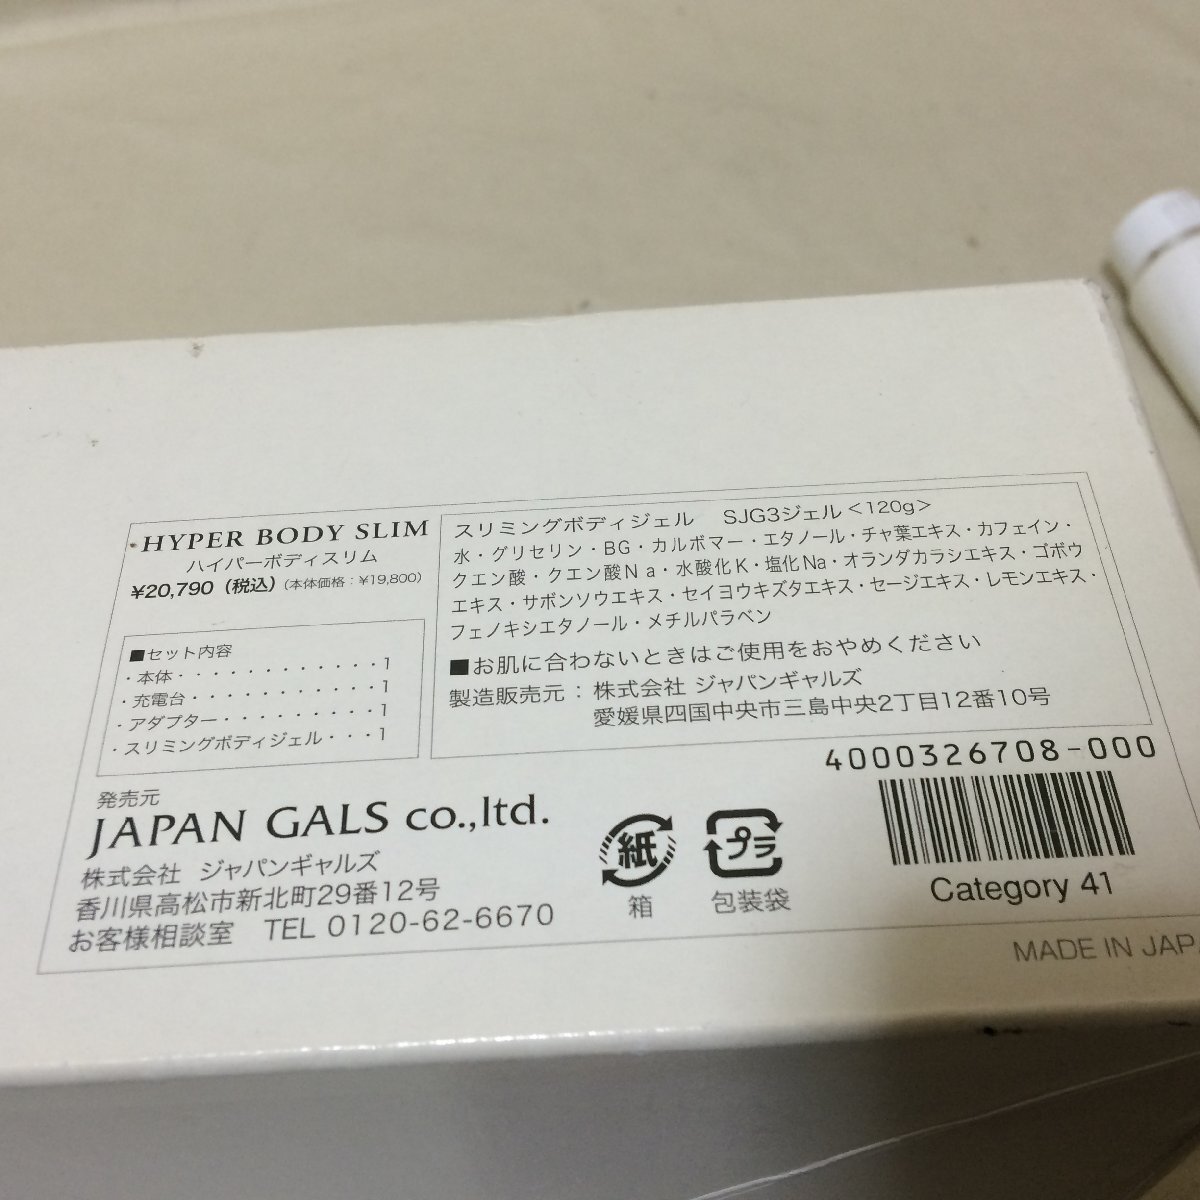 HYPER BODY SLIM
ハイパーボディスリム
¥20,790（税込）（本体価格：¥19,800）
■セット内容
・本体・・・・・・・・・・・1
・充電台・・・・・・・・・・1
・アダプター・・・・・・・・1
・スリミングボディジェル・・・1
スリミングボディジェル　SJG3ジェル＜120g＞
水・グリセリン・BG・カルボマー・エタノール・チャ葉エキス・カフェイン・
クエン酸・クエン酸Na・水酸化K・塩化Na・オランダカラシエキス・ゴボウ
エキス・サボンソウエキス・セイヨウキズタエキス・セージエキス・レモンエキス・
フェノキシエタノール・メチルパラベン
■お肌に合わないときはご使用をおやめください
製造販売元：株式会社 ジャパンギャルズ
愛媛県四国中央市三島中央2丁目12番10号
4000326708-000
Category 41
発売元
JAPAN GALS co.,ltd.
株式会社 ジャパンギャルズ
香川県高松市新北町29番12号
お客様相談室　TEL 0120-62-6670
紙
箱
プラ
包装袋
MADE IN JAPA